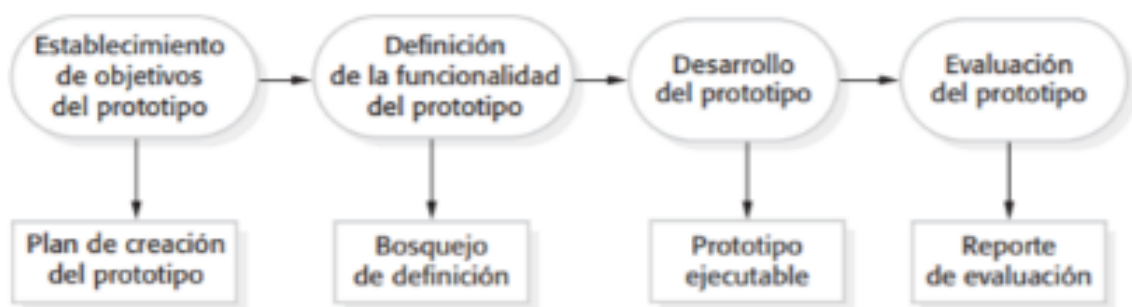 Establecimiento
de objetivos
del prototipo
Definición
de la funcionalidad
del prototipo
Desarrollo
del prototipo
Evaluación
del prototipo
Plan de creación
del prototipo
Bosquejo
de definición
Prototipo
ejecutable
Reporte
de evaluación